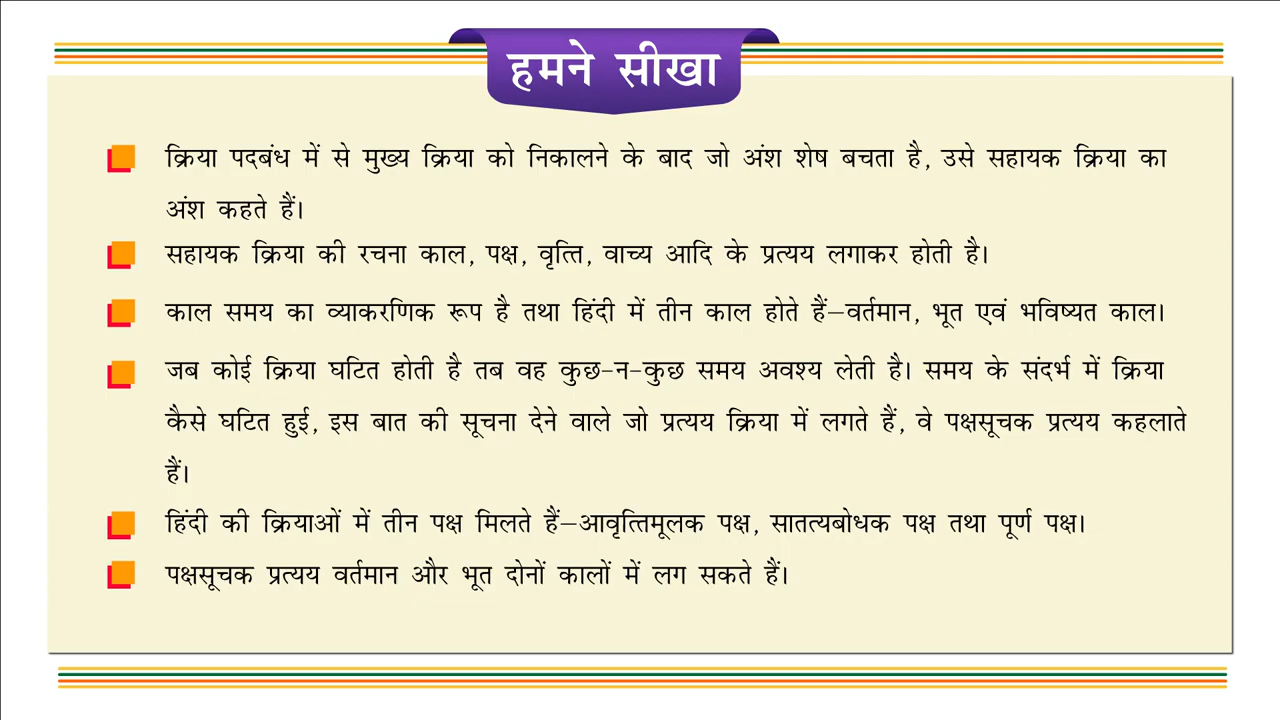 हमने सीखा
क्रिया पदबंध में से मुख्य क्रिया को निकालने के बाद जो अंश शेष बचता है, उसे सहायक क्रिया का
अंश कहते हैं।
सहायक क्रिया की रचना काल, पक्ष, वृत्ति, वाच्य आदि के प्रत्यय लगाकर होती है।
काल समय का व्याकरणिक रूप है तथा हिंदी में तीन काल होते हैं–वर्तमान, भूत एवं भविष्यत काल।
जब कोई क्रिया घटित होती है तब वह कुछ-न-कुछ समय अवश्य लेती है। समय के संदर्भ में क्रिया
कैसे घटित हुई, इस बात की सूचना देने वाले जो प्रत्यय क्रिया में लगते हैं, वे पक्षसूचक प्रत्यय कहलाते
हैं।
हिंदी की क्रियाओं में तीन पक्ष मिलते हैं–आवृत्तिमूलक पक्ष, सातत्यबोधक पक्ष तथा पूर्ण पक्ष।
पक्षसूचक प्रत्यय वर्तमान और भूत दोनों कालों में लग सकते हैं।